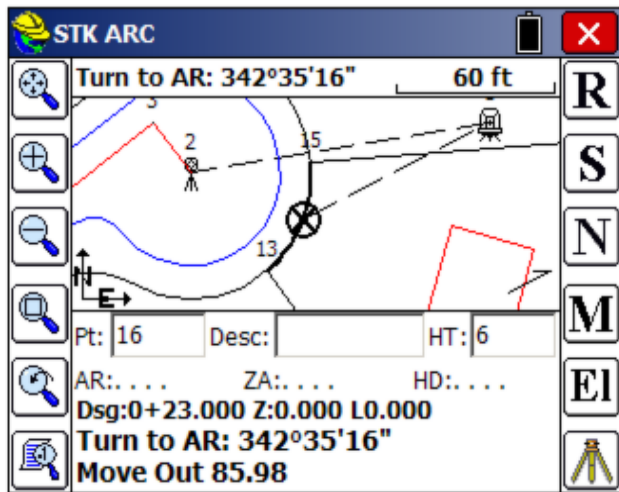 STK ARC
Turn to AR: 342°35'16" 60 ft
R
S
N
M
El
3
2
15
13
N
E
Pt: 16 Desc: HT: 6
AR:. . . . ZA:. . . . HD:. . . .
Dsg:0+23.000 Z:0.000 L0.000
Turn to AR: 342°35'16"
Move Out 85.98